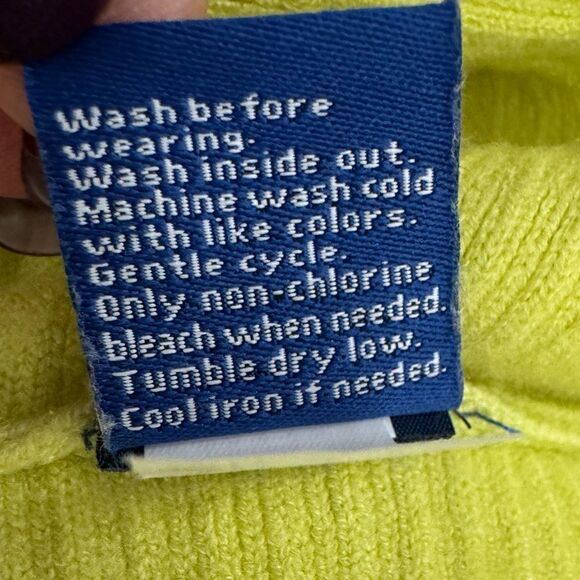 Wash before
wearing.
Wash inside out.
Machine wash cold
with like colors.
Gentle cycle.
Only non-chlorine
bleach when needed.
Tumble dry low.
Cool iron if needed.